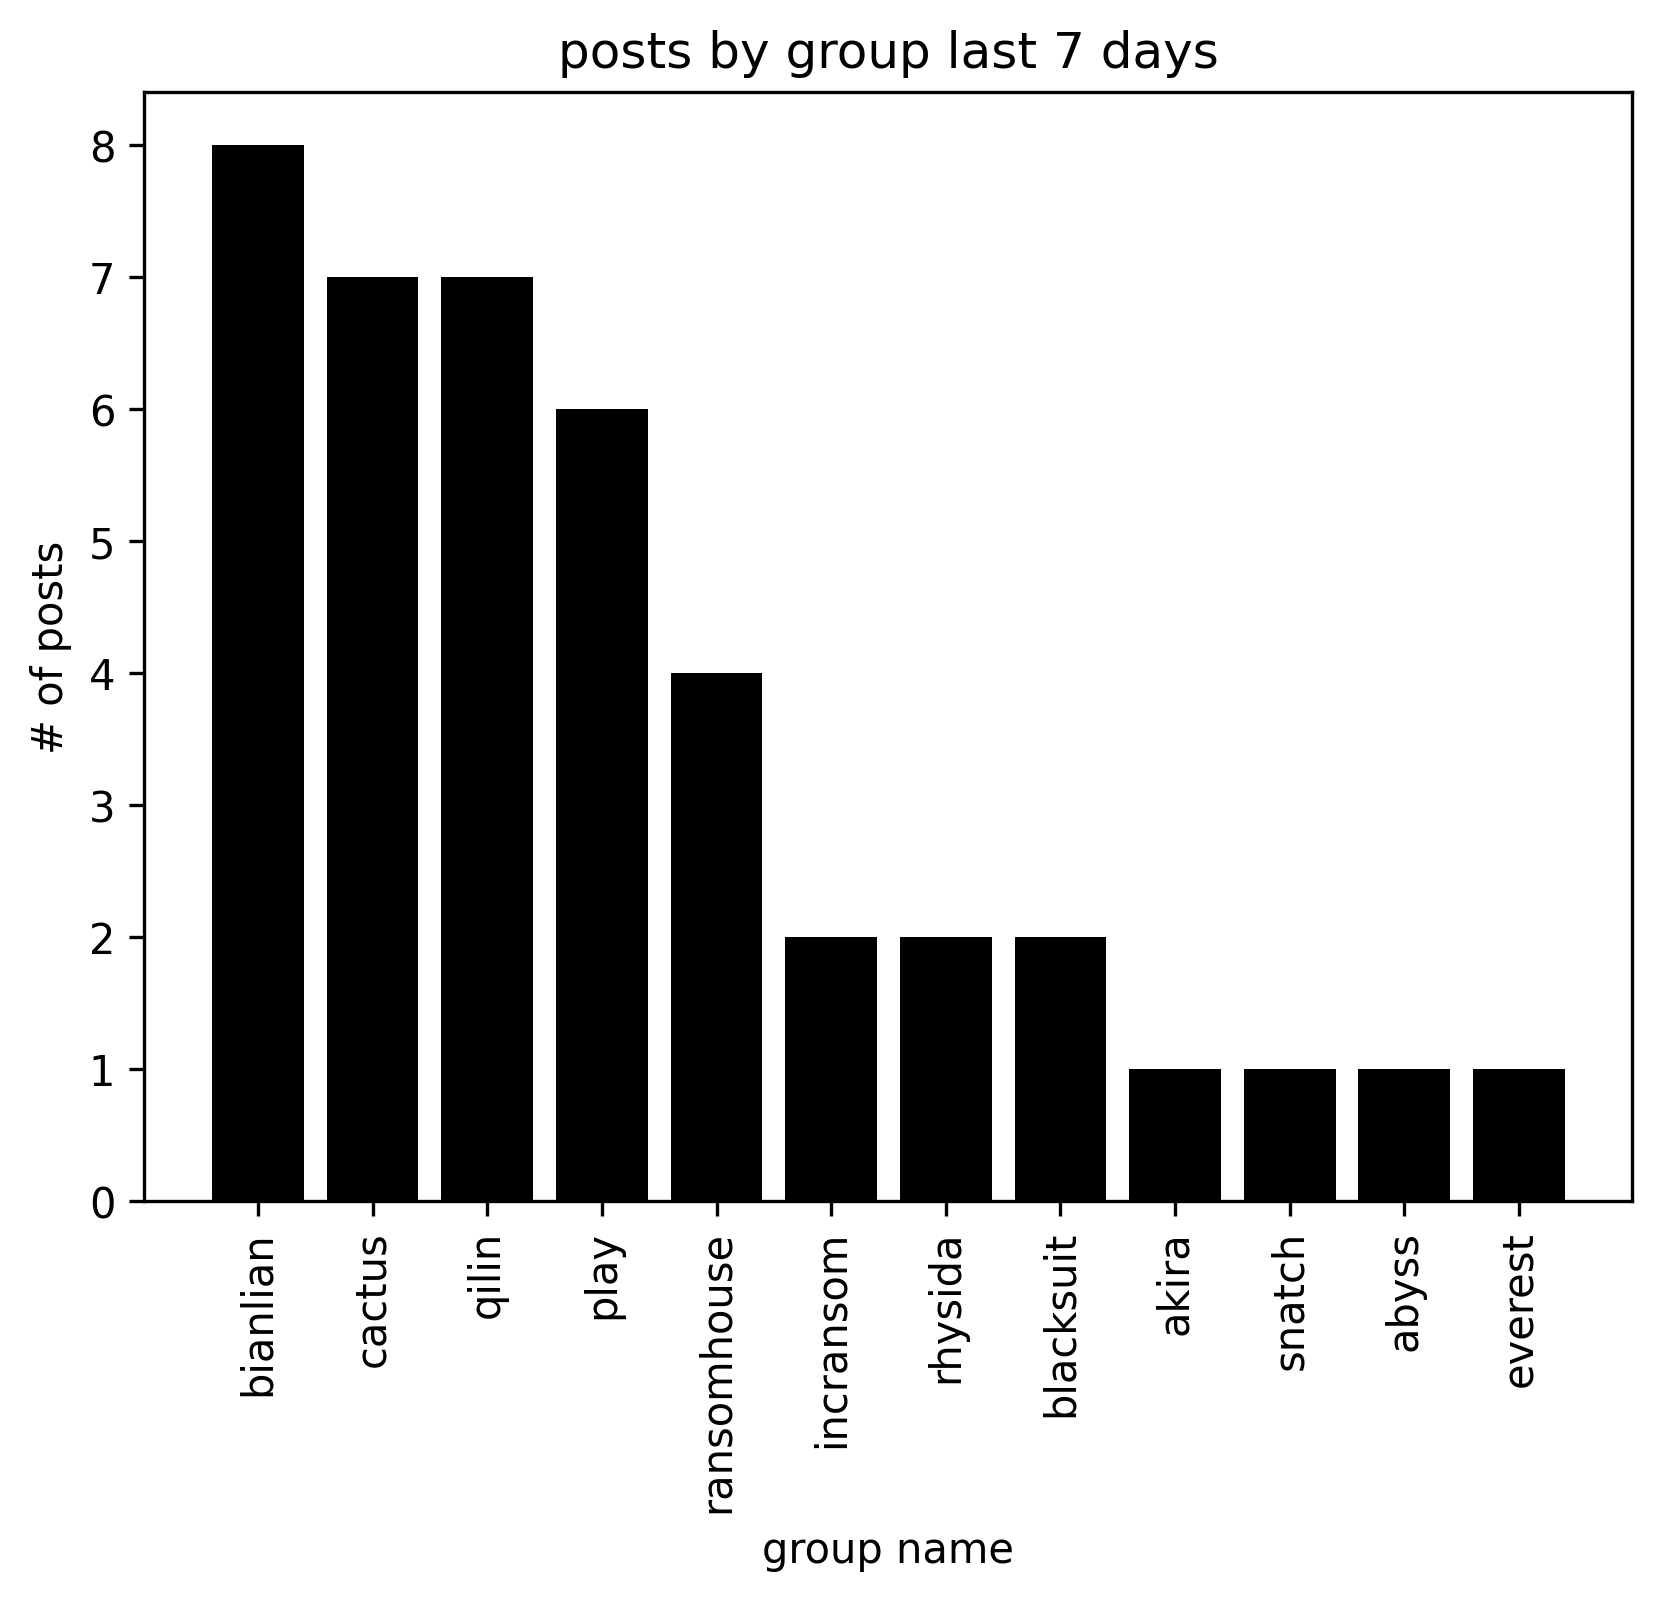 posts by group last 7 days
# of posts
8
7
6
5
4
3
2
1
0
bianlian
cactus
qilin
play
ransomhouse
incransom
rhysida
blacksuit
akira
snatch
abyss
everest
group name